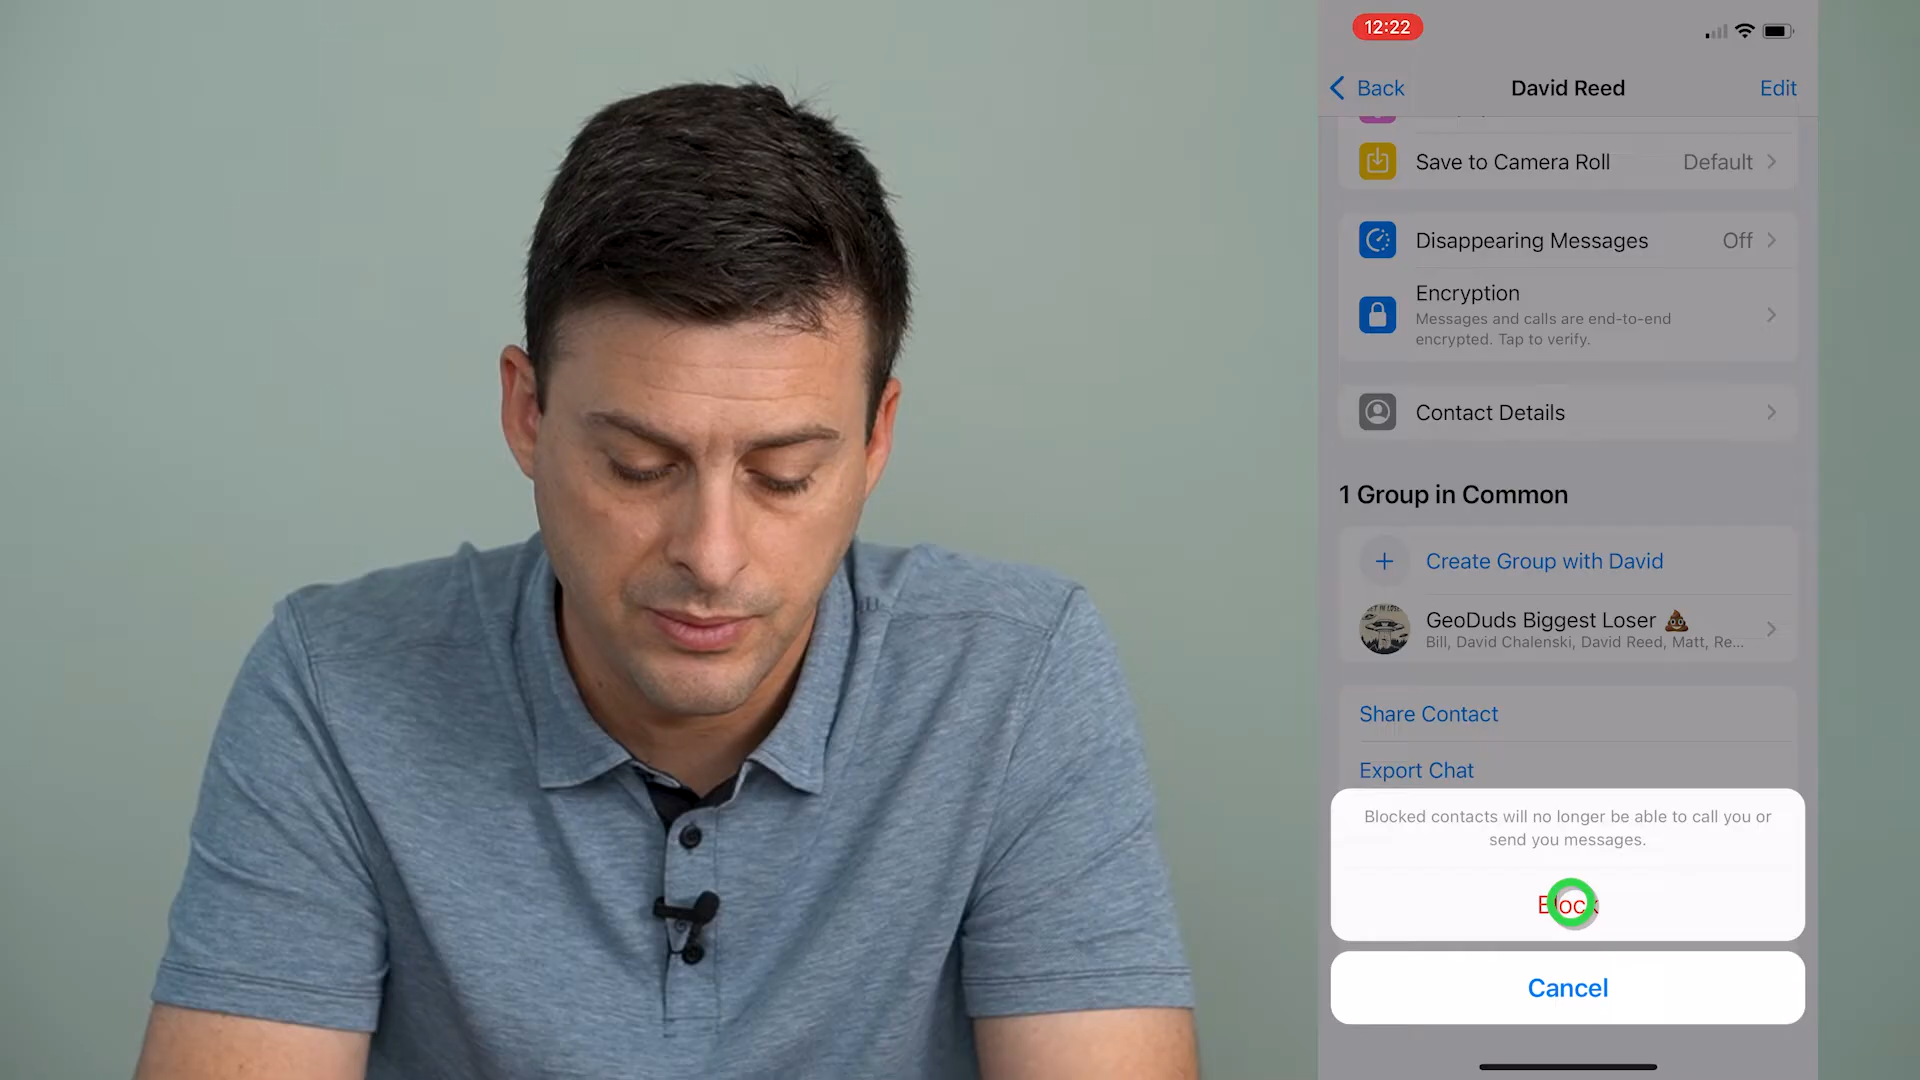 12:22
Back
David Reed
Edit
Save to Camera Roll
Default
Disappearing Messages
Off
Encryption
Messages and calls are end-to-end
encrypted. Tap to verify.
Contact Details
1 Group in Common
Create Group with David
GeoDuds Biggest Loser 💩
Bill, David Chalenski, David Reed, Matt, Re...
Share Contact
Export Chat
Blocked contacts will no longer be able to call you or
send you messages.
Block
Cancel